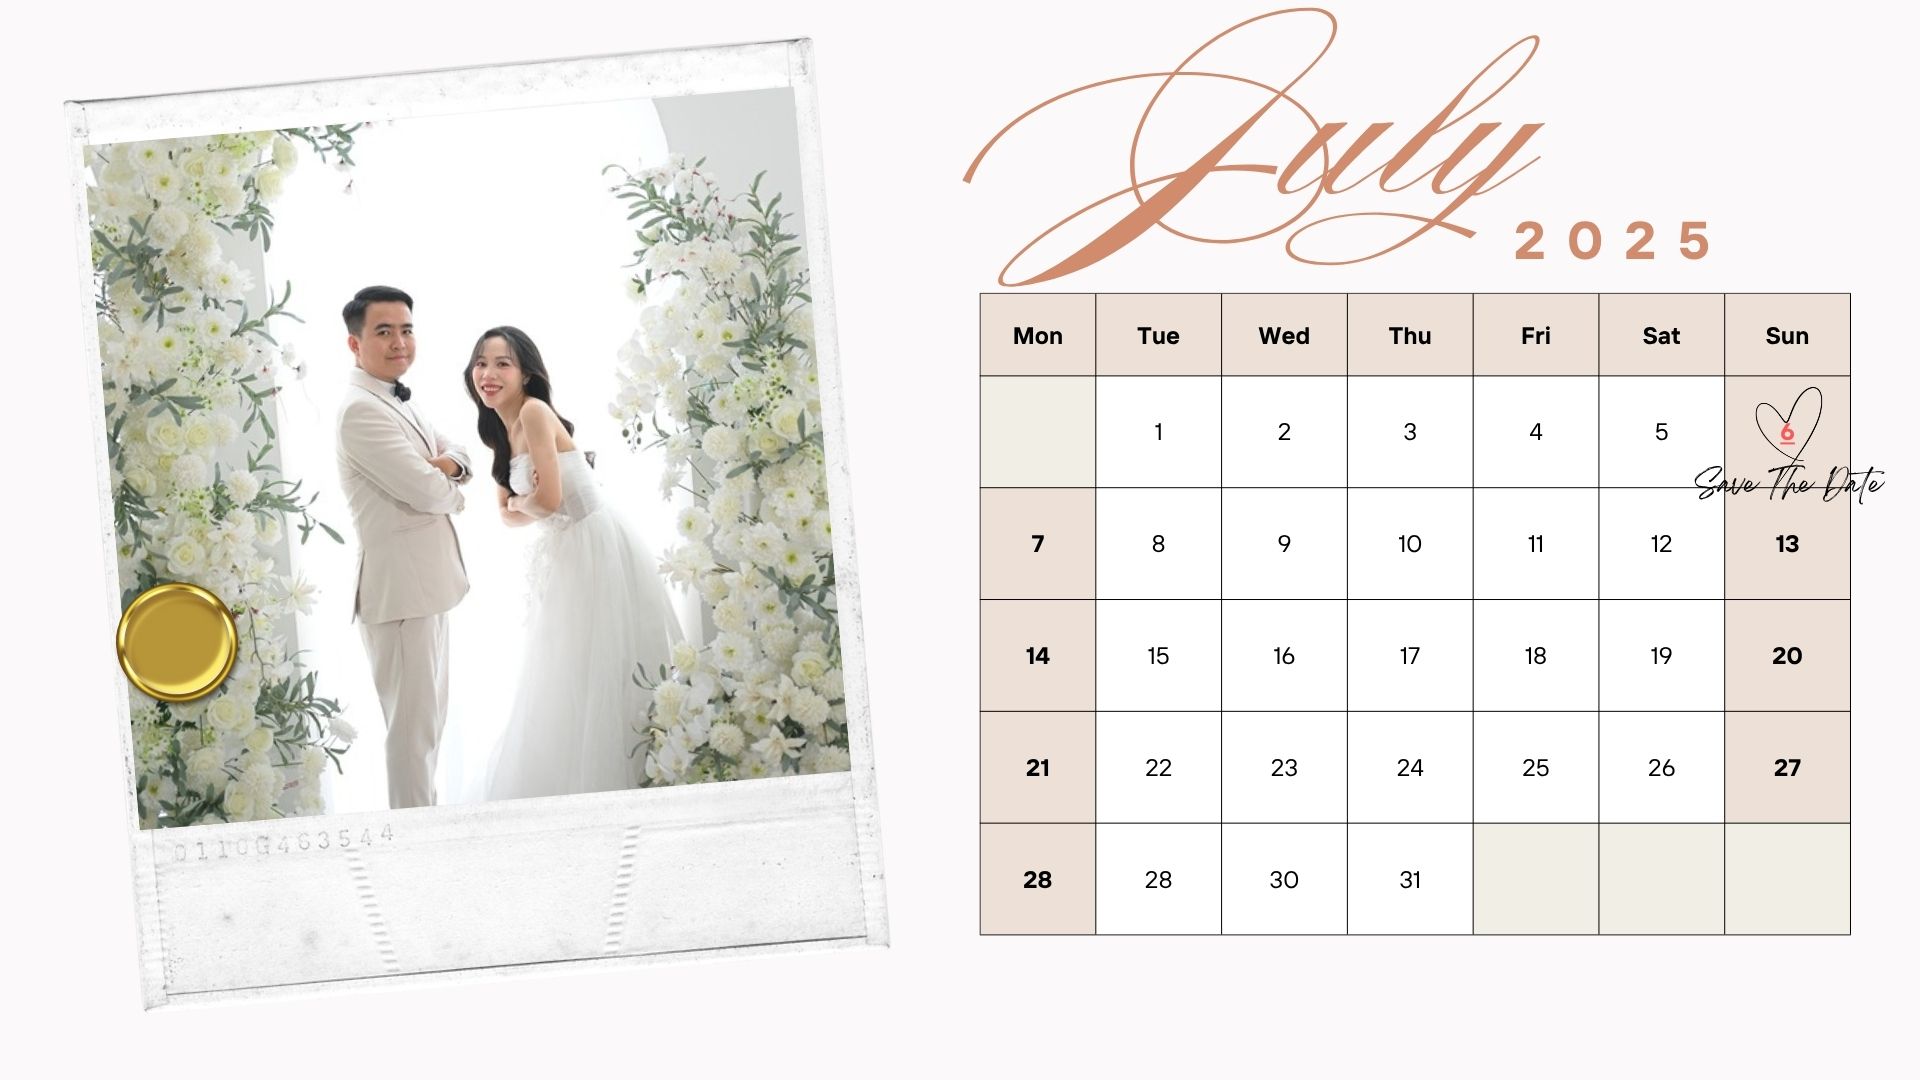 July
2025
Mon Tue Wed Thu Fri Sat Sun
1 2 3 4 5 6
Save The Date
7 8 9 10 11 12 13
14 15 16 17 18 19 20
21 22 23 24 25 26 27
28 28 30 31
0110G463544